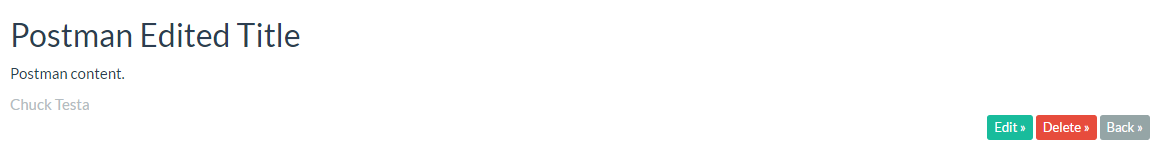 Postman Edited Title
Postman content.
Chuck Testa
Edit » Delete » Back »